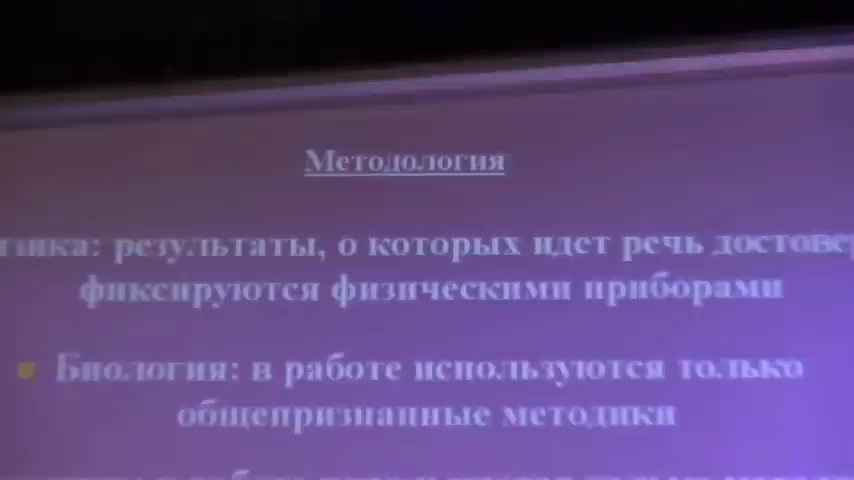 Методология
результаты, о которых идет речь
фиксируются физическими приборами
Биология: в работе используются только
общепризнанные методики